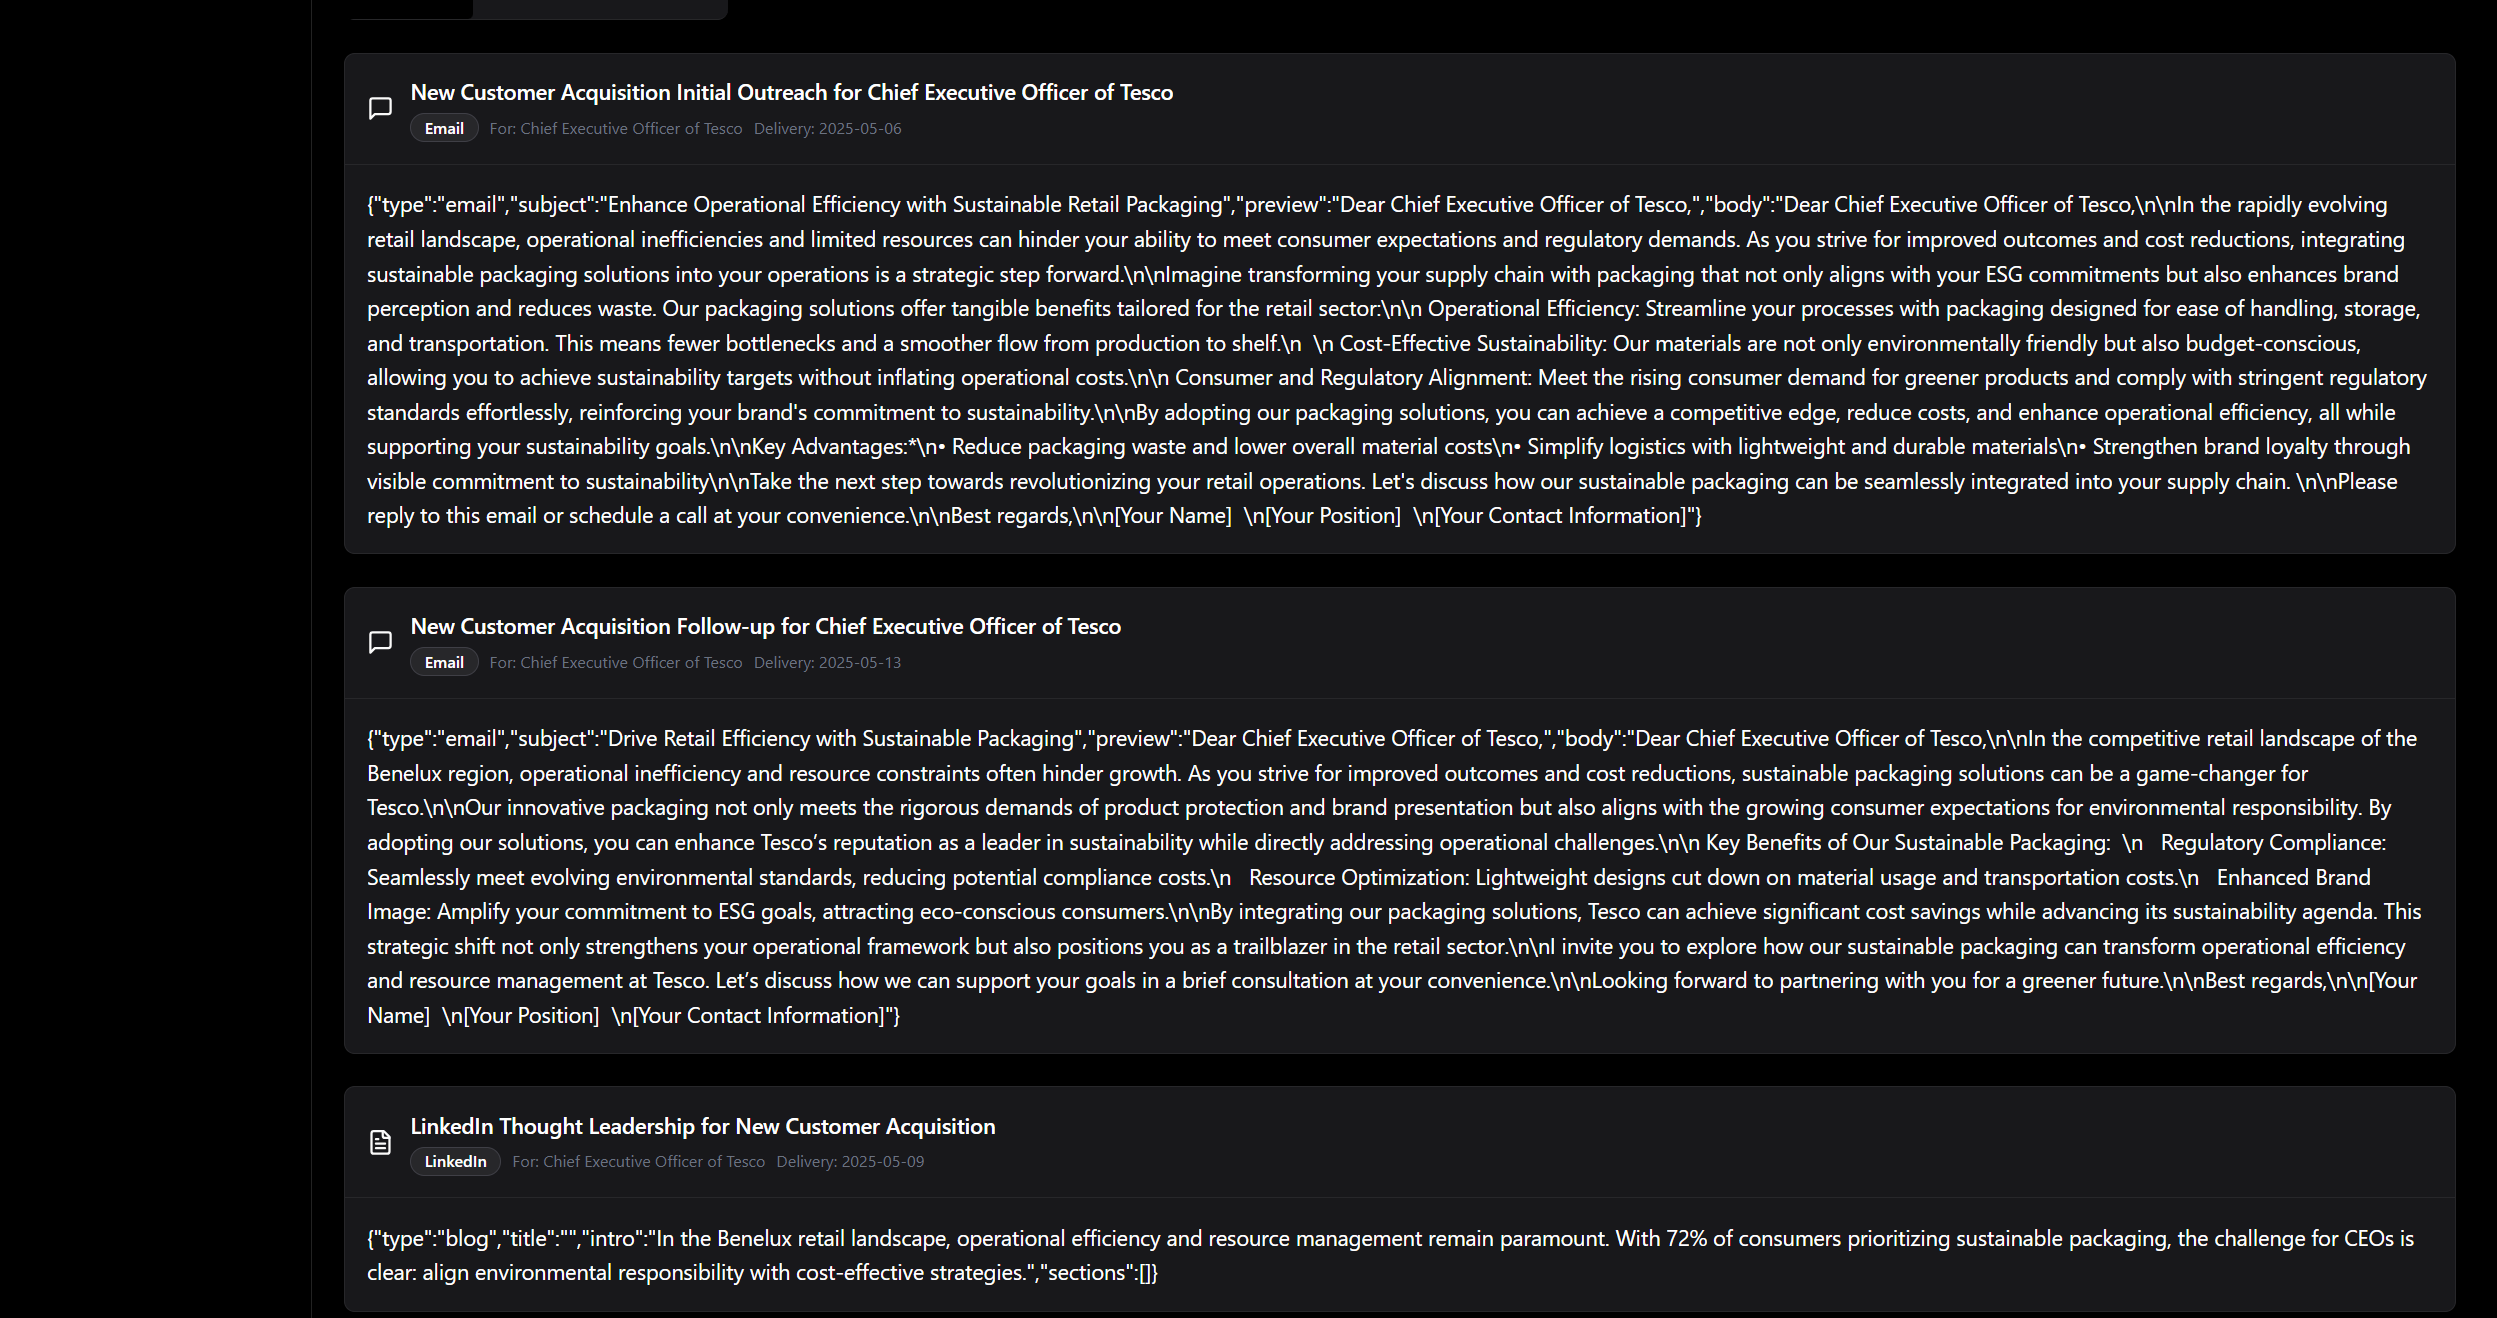 New Customer Acquisition Initial Outreach for Chief Executive Officer of Tesco
Email For: Chief Executive Officer of Tesco Delivery: 2025-05-06
{"type":"email","subject":"Enhance Operational Efficiency with Sustainable Retail Packaging","preview":"Dear Chief Executive Officer of Tesco,","body":"Dear Chief Executive Officer of Tesco,\n\nIn the rapidly evolving
retail landscape, operational inefficiencies and limited resources can hinder your ability to meet consumer expectations and regulatory demands. As you strive for improved outcomes and cost reductions, integrating
sustainable packaging solutions into your operations is a strategic step forward.\n\nImagine transforming your supply chain with packaging that not only aligns with your ESG commitments but also enhances brand
perception and reduces waste. Our packaging solutions offer tangible benefits tailored for the retail sector:\n\n Operational Efficiency: Streamline your processes with packaging designed for ease of handling, storage,
and transportation. This means fewer bottlenecks and a smoother flow from production to shelf.\n  \n Cost-Effective Sustainability: Our materials are not only environmentally friendly but also budget-conscious,
allowing you to achieve sustainability targets without inflating operational costs.\n\n Consumer and Regulatory Alignment: Meet the rising consumer demand for greener products and comply with stringent regulatory
standards effortlessly, reinforcing your brand's commitment to sustainability.\n\nBy adopting our packaging solutions, you can achieve a competitive edge, reduce costs, and enhance operational efficiency, all while
supporting your sustainability goals.\n\nKey Advantages:*\n• Reduce packaging waste and lower overall material costs\n• Simplify logistics with lightweight and durable materials\n• Strengthen brand loyalty through
visible commitment to sustainability\n\nTake the next step towards revolutionizing your retail operations. Let's discuss how our sustainable packaging can be seamlessly integrated into your supply chain. \n\nPlease
reply to this email or schedule a call at your convenience.\n\nBest regards,\n\n[Your Name]  \n[Your Position]  \n[Your Contact Information]"}
New Customer Acquisition Follow-up for Chief Executive Officer of Tesco
Email For: Chief Executive Officer of Tesco Delivery: 2025-05-13
{"type":"email","subject":"Drive Retail Efficiency with Sustainable Packaging","preview":"Dear Chief Executive Officer of Tesco,","body":"Dear Chief Executive Officer of Tesco,\n\nIn the competitive retail landscape of the
Benelux region, operational inefficiency and resource constraints often hinder growth. As you strive for improved outcomes and cost reductions, sustainable packaging solutions can be a game-changer for
Tesco.\n\nOur innovative packaging not only meets the rigorous demands of product protection and brand presentation but also aligns with the growing consumer expectations for environmental responsibility. By
adopting our solutions, you can enhance Tesco’s reputation as a leader in sustainability while directly addressing operational challenges.\n\n Key Benefits of Our Sustainable Packaging:  \n   Regulatory Compliance:
Seamlessly meet evolving environmental standards, reducing potential compliance costs.\n   Resource Optimization: Lightweight designs cut down on material usage and transportation costs.\n   Enhanced Brand
Image: Amplify your commitment to ESG goals, attracting eco-conscious consumers.\n\nBy integrating our packaging solutions, Tesco can achieve significant cost savings while advancing its sustainability agenda. This
strategic shift not only strengthens your operational framework but also positions you as a trailblazer in the retail sector.\n\nI invite you to explore how our sustainable packaging can transform operational efficiency
and resource management at Tesco. Let’s discuss how we can support your goals in a brief consultation at your convenience.\n\nLooking forward to partnering with you for a greener future.\n\nBest regards,\n\n[Your
Name]  \n[Your Position]  \n[Your Contact Information]"}
LinkedIn Thought Leadership for New Customer Acquisition
LinkedIn For: Chief Executive Officer of Tesco Delivery: 2025-05-09
{"type":"blog","title":"","intro":"In the Benelux retail landscape, operational efficiency and resource management remain paramount. With 72% of consumers prioritizing sustainable packaging, the challenge for CEOs is
clear: align environmental responsibility with cost-effective strategies.","sections":[]}